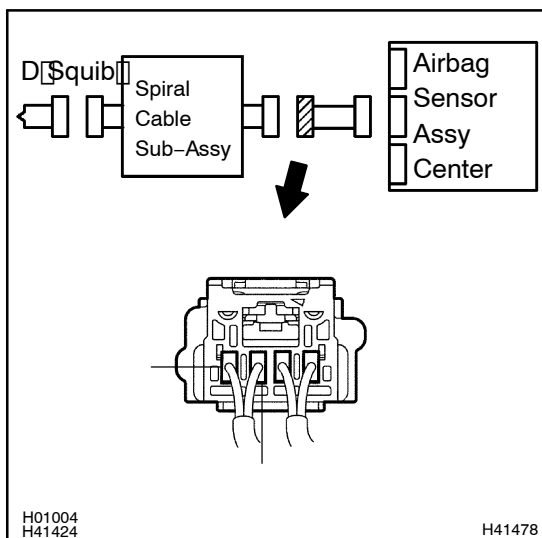 D□Squib□
Spiral
Cable
Sub−Assy
Airbag
Sensor
Assy
Center
H01004
H41424
H41478